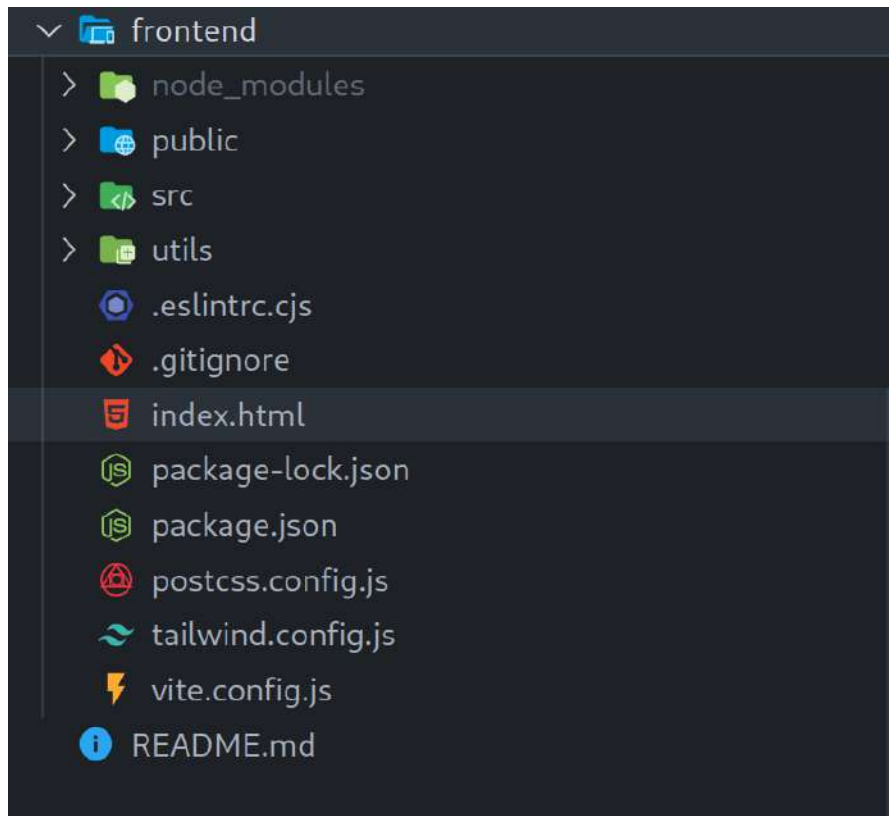 frontend
node_modules
public
src
utils
.eslintrc.cjs
.gitignore
index.html
package-lock.json
package.json
postcss.config.js
tailwind.config.js
vite.config.js
README.md